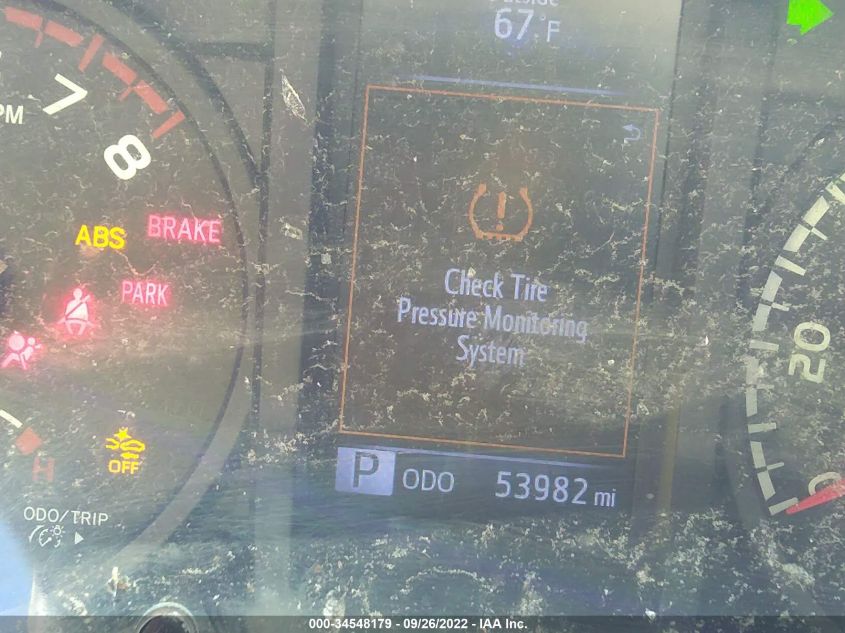 67°F
7
PM
8
ABS
BRAKE
PARK
Check Tire
Pressure Monitoring
System
20
OFF
H
P ODO 53982 mi
0
ODO/TRIP
000-34548179 - 09/26/2022 - IAA Inc.